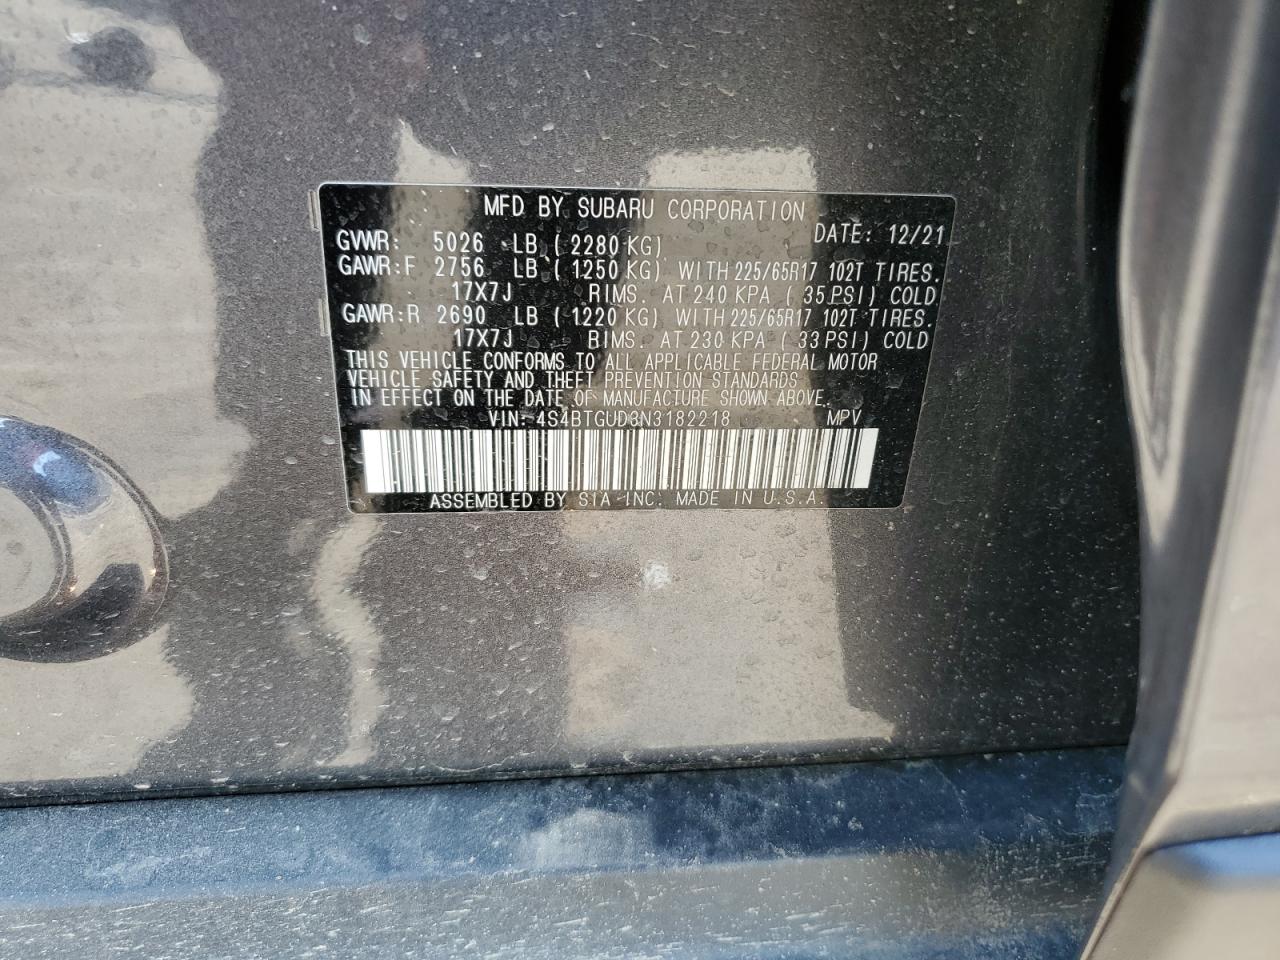 MFD BY SUBARU CORPORATION
DATE: 12/21
GVWR: 5026 LB (2280 KG)
GAWR:F 2756 LB (1250 KG) WITH 225/65R17 102T TIRES.
17X7J RIMS. AT 240 KPA (35 PSI) COLD.
GAWR:R 2690 LB (1220 KG) WITH 225/65R17 102T TIRES.
17X7J RIMS. AT 230 KPA (33 PSI) COLD
THIS VEHICLE CONFORMS TO ALL APPLICABLE FEDERAL MOTOR
VEHICLE SAFETY AND THEFT PREVENTION STANDARDS
IN EFFECT ON THE DATE OF MANUFACTURE SHOWN ABOVE.
VIN: 4S4BTGUD3N3182218 MPV
ASSEMBLED BY SIA INC. MADE IN U.S.A.